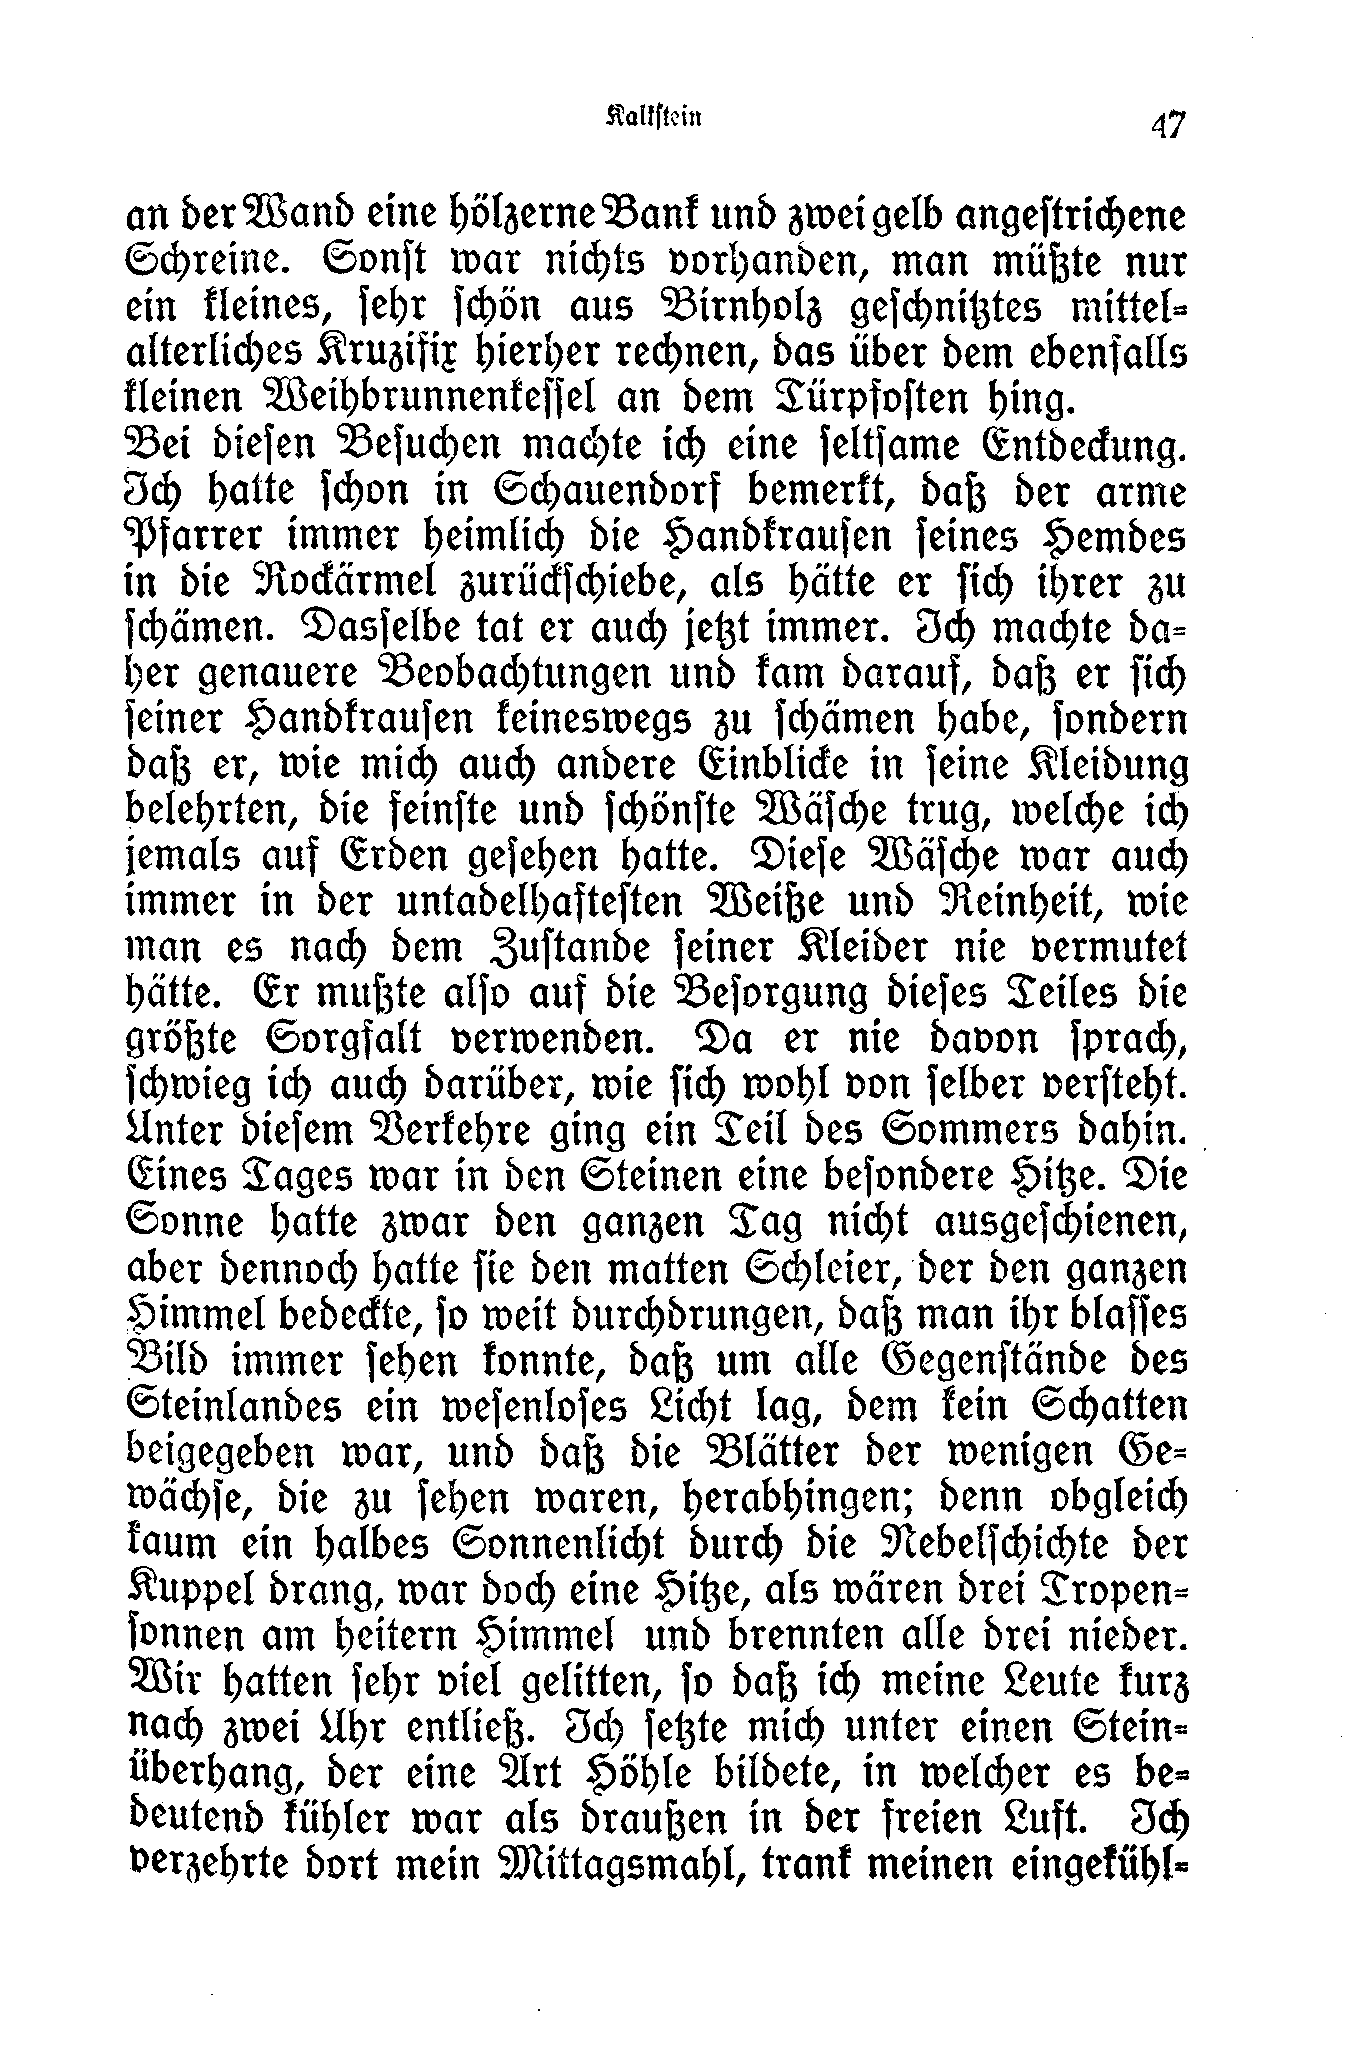 Kalkstein
47
an der Wand eine hölzerne Bank und zwei gelb angestrichene
Schreine. Sonst war nichts vorhanden, man müßte nur
ein kleines, sehr schön aus Birnholz geschnitztes mittel-
alterliches Kruzifix hierher rechnen, das über dem ebenfalls
kleinen Weihbrunnenkessel an dem Türpfosten hing.
Bei diesen Besuchen machte ich eine seltsame Entdeckung.
Ich hatte schon in Schauendorf bemerkt, daß der arme
Pfarrer immer heimlich die Handkrausen seines Hemdes
in die Rockärmel zurückschiebe, als hätte er sich ihrer zu
schämen. Dasselbe tat er auch jetzt immer. Ich machte da-
her genauere Beobachtungen und kam darauf, daß er sich
seiner Handkrausen keineswegs zu schämen habe, sondern
daß er, wie mich auch andere Einblicke in seine Kleidung
belehrten, die feinste und schönste Wäsche trug, welche ich
jemals auf Erden gesehen hatte. Diese Wäsche war auch
immer in der untadelhaftesten Weiße und Reinheit, wie
man es nach dem Zustande seiner Kleider nie vermutet
hätte. Er mußte also auf die Besorgung dieses Teiles die
größte Sorgfalt verwenden. Da er nie davon sprach,
schwieg ich auch darüber, wie sich wohl von selber versteht.
Unter diesem Verkehre ging ein Teil des Sommers dahin.
Eines Tages war in den Steinen eine besondere Hitze. Die
Sonne hatte zwar den ganzen Tag nicht ausgeschienen,
aber dennoch hatte sie den matten Schleier, der den ganzen
Himmel bedeckte, so weit durchdrungen, daß man ihr blasses
Bild immer sehen konnte, daß um alle Gegenstände des
Steinlandes ein wesenloses Licht lag, dem kein Schatten
beigegeben war, und daß die Blätter der wenigen Ge-
wächse, die zu sehen waren, herabhingen; denn obgleich
kaum ein halbes Sonnenlicht durch die Nebelschichte der
Kuppel drang, war doch eine Hitze, als wären drei Tropen-
sonnen am heitern Himmel und brennten alle drei nieder.
Wir hatten sehr viel gelitten, so daß ich meine Leute kurz
nach zwei Uhr entließ. Ich setzte mich unter einen Stein-
überhang, der eine Art Höhle bildete, in welcher es be-
deutend kühler war als draußen in der freien Luft. Ich
verzehrte dort mein Mittagsmahl, trank meinen eingekühl-